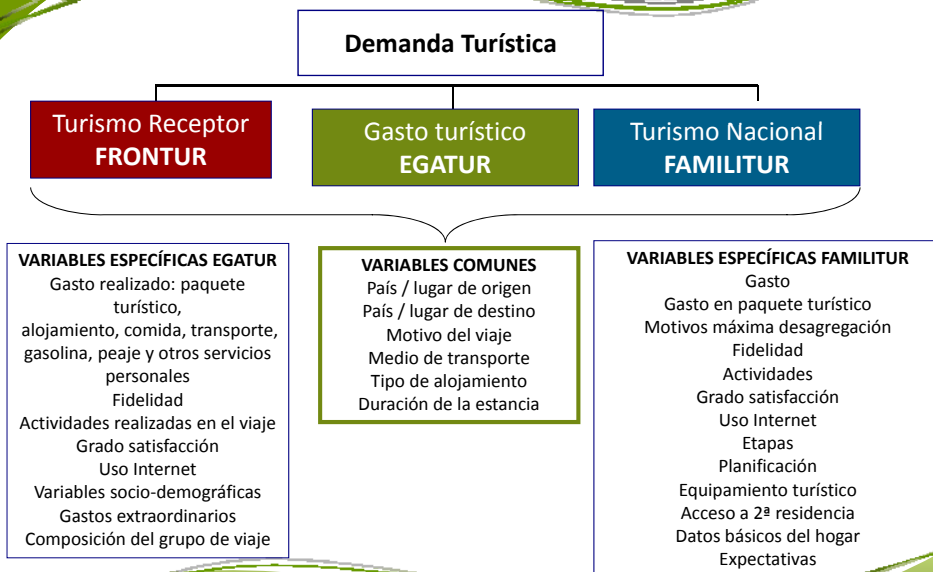 Demanda Turística
Turismo Receptor
FRONTUR
Gasto turístico
EGATUR
Turismo Nacional
FAMILITUR
VARIABLES ESPECÍFICAS EGATUR
Gasto realizado: paquete
turístico,
alojamiento, comida, transporte,
gasolina, peaje y otros servicios
personales
Fidelidad
Actividades realizadas en el viaje
Grado satisfacción
Uso Internet
Variables socio-demográficas
Gastos extraordinarios
Composición del grupo de viaje
VARIABLES COMUNES
País / lugar de origen
País / lugar de destino
Motivo del viaje
Medio de transporte
Tipo de alojamiento
Duración de la estancia
VARIABLES ESPECÍFICAS FAMILITUR
Gasto
Gasto en paquete turístico
Motivos máxima desagregación
Fidelidad
Actividades
Grado satisfacción
Uso Internet
Etapas
Planificación
Equipamiento turístico
Acceso a 2ª residencia
Datos básicos del hogar
Expectativas